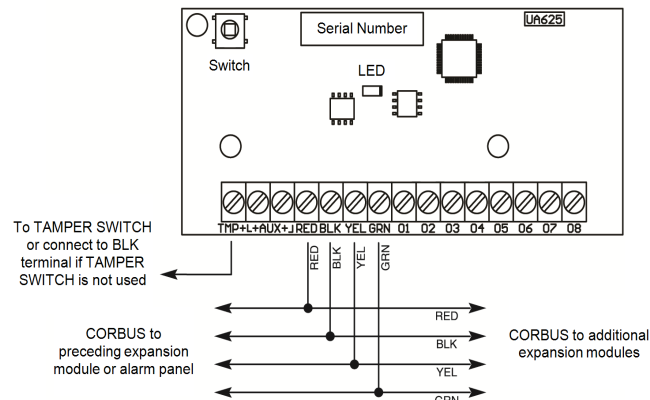 UA625
Serial Number
Switch
LED
TMP+L+AUX+┘RED BLK YEL GRN 01 02 03 04 05 06 07 08
To TAMPER SWITCH
or connect to BLK
terminal if TAMPER
SWITCH is not used
RED
BLK
YEL
GRN
RED
BLK
YEL
GRN
CORBUS to
preceding expansion
module or alarm panel
CORBUS to additional
expansion modules